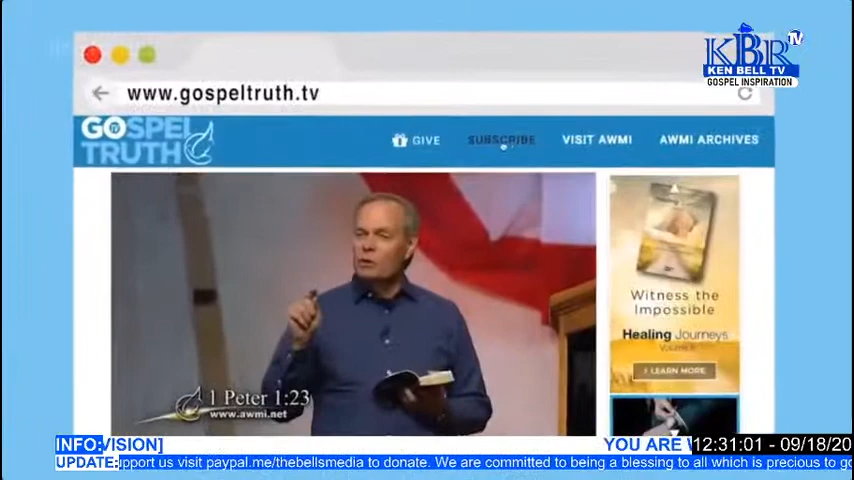 KBR TV
KEN BELL TV
GOSPEL INSPIRATION
www.gospeltruth.tv
GOSPEL TV
TRUTH
GIVE
SUBSCRIBE
VISIT AWMI
AWMI ARCHIVES
Witness the
Impossible
Healing Journeys
> LEARN MORE
1 Peter 1:23
www.awmi.net
INFO: VISION]
YOU ARE
12:31:01 - 09/18/20
UPDATE: upport us visit paypal.me/thebellsmedia to donate. We are committed to being a blessing to all which is precious to go